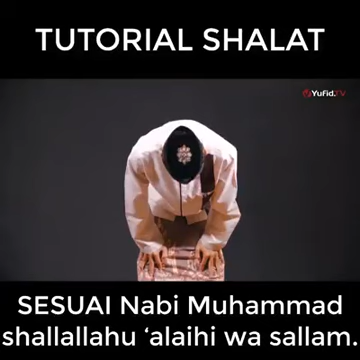 TUTORIAL SHALAT
YUFID.TV
SESUAI Nabi Muhammad
shallallahu ‘alaihi wa sallam.